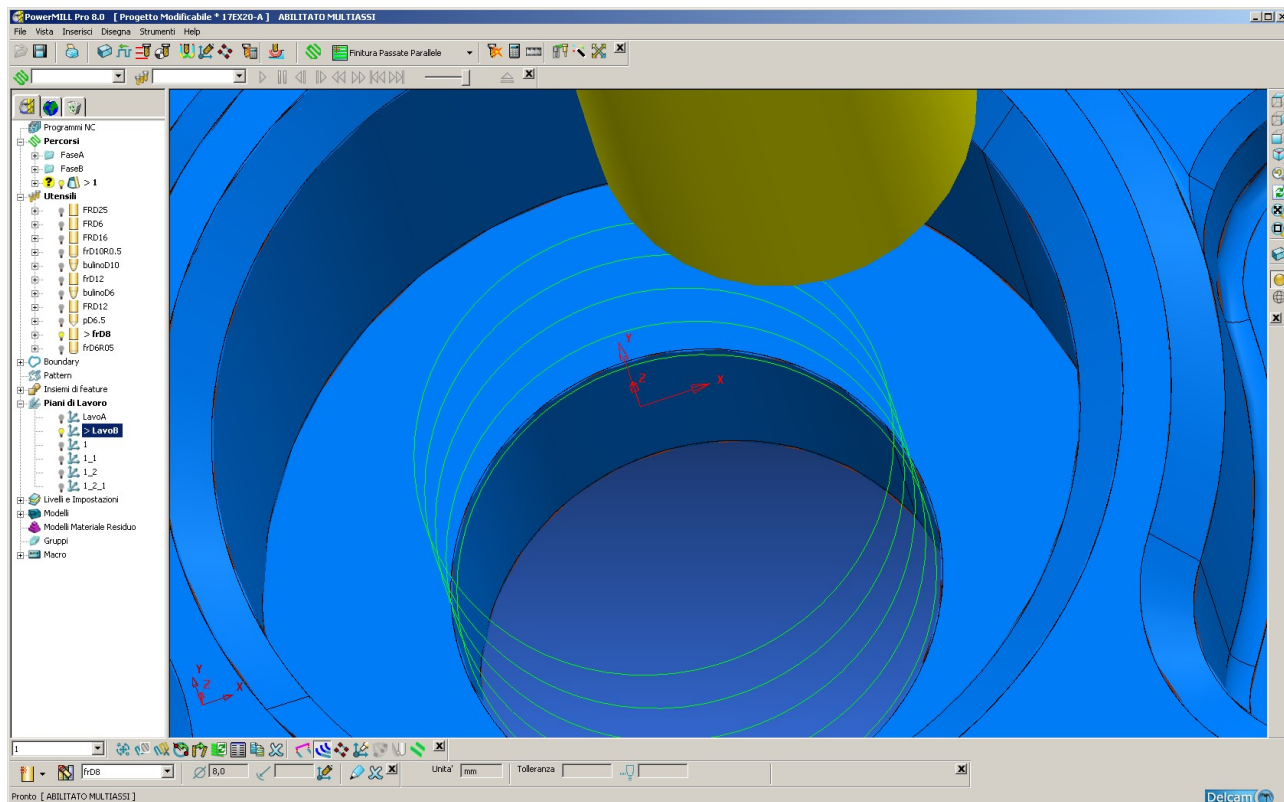 PowerMILL Pro 8.0 [ Progetto Modificabile * 17EX20-A ] ABILITATO MULTIASSI
File Vista Inserisci Disegna Strumenti Help
Finitura Passate Parallele
Programmi NC
Percorsi
FaseA
FaseB
> 1
Utensili
FRD25
FRD6
FRD16
frD10R0.5
bulinoD10
frD12
bulinoD6
FRD12
pD6.5
> frD8
frD6R05
Boundary
Pattern
Insiemi di feature
Piani di Lavoro
LavoA
> LavoB
1
1_1
1_2
1_2_1
Livelli e Impostazioni
Modelli
Modelli Materiale Residuo
Gruppi
Macro
Y
Z
X
Y
Z
X
1
frD8 8,0 Unita' mm Tolleranza
Pronto [ ABILITATO MULTIASSI ]
Delcam